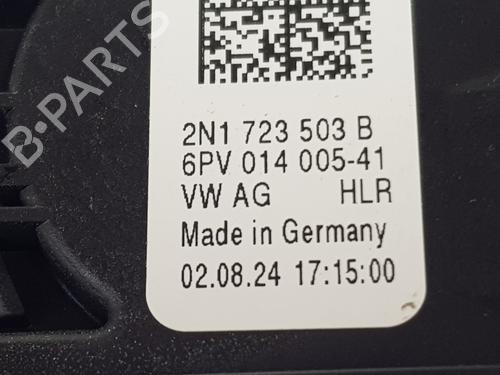 2N1 723 503 B
6PV 014 005-41
VW AG HLR
Made in Germany
02.08.24 17:15:00
B-PARTS